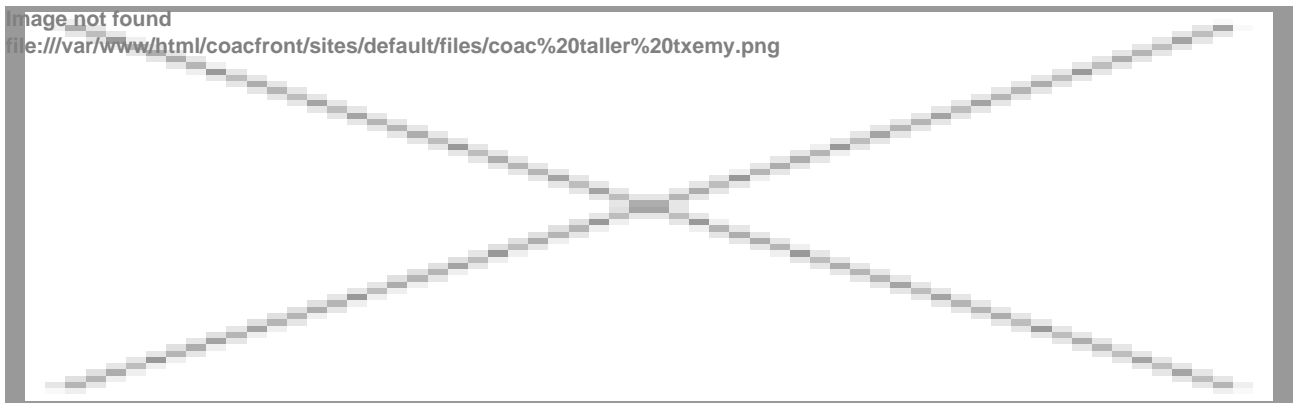 Image not found
file:///var/www/html/coacfront/sites/default/files/coac%20taller%20txemy.png